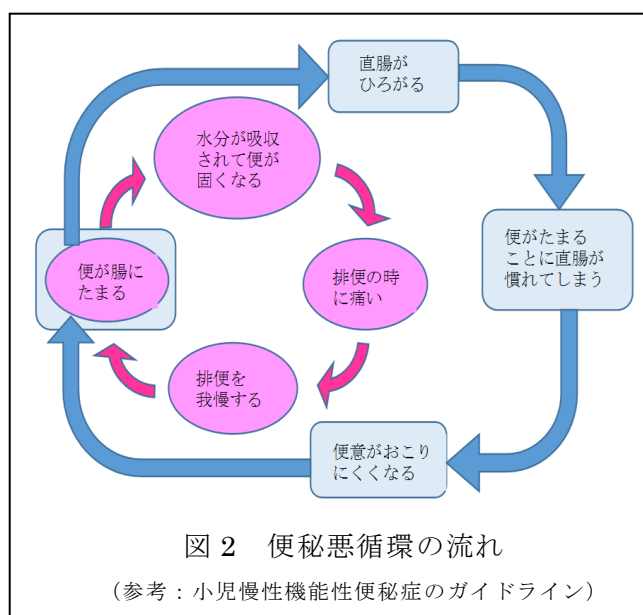 直腸が
ひろがる
水分が吸収
されて便が
固くなる
便がたまる
ことに直腸が
慣れてしまう
便が腸に
たまる
排便の時
に痛い
排便を
我慢する
便意がおこり
にくくなる
図2 便秘悪循環の流れ
(参考:小児慢性機能性便秘症のガイドライン)